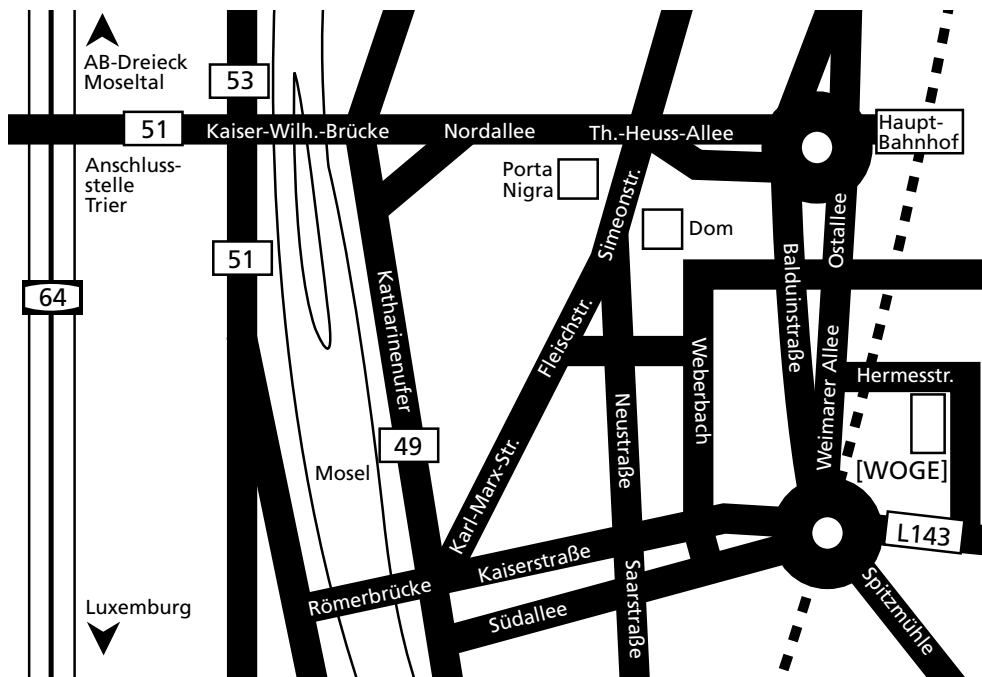 AB-Dreieck
Moseltal
53
51
Kaiser-Wilh.-Brücke
Nordallee
Th.-Heuss-Allee
Haupt-
Bahnhof
Anschluss-
stelle
Trier
Porta
Nigra
Simeonstr.
Dom
Ostallee
Balduinstraße
51
64
Katharinenufer
Fleischstr.
Weberbach
Weimarer Allee
Hermesstr.
Neustraße
49
Mosel
Karl-Marx-Str.
[WOGE]
L143
Kaiserstraße
Römerbrücke
Südallee
Saarstraße
Spitzmühle
Luxemburg